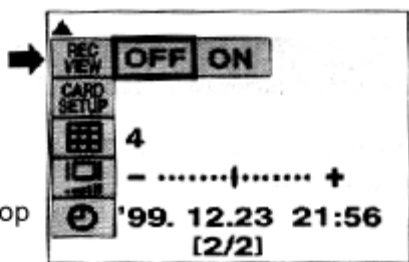 REC VIEW OFF ON
CARD SETUP
4
- +
op '99. 12.23 21:56
[2/2]